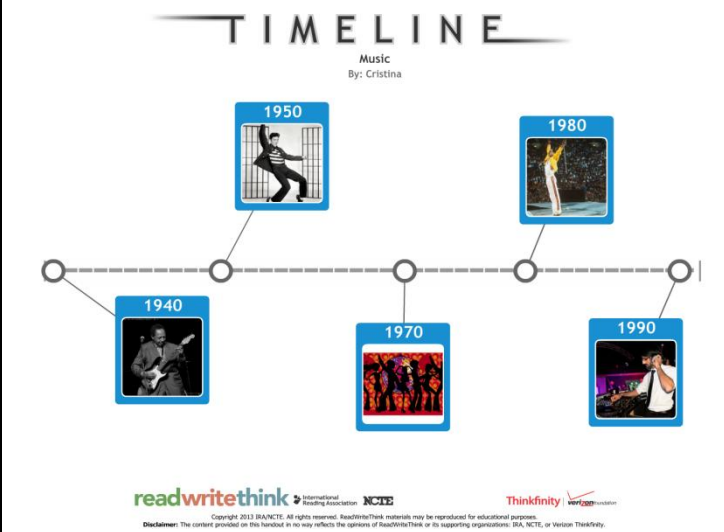 TIMELINE
Music
By: Cristina
1950
1980
1940
1970
1990
readwritethink
International
Reading Association
NCTE
Thinkfinity
verizon foundation
Copyright 2013 IRA/NCTE. All rights reserved. ReadWriteThink materials may be reproduced for educational purposes.
Disclaimer: The content provided on this handout in no way reflects the opinions of ReadWriteThink or its supporting organizations: IRA, NCTE, or Verizon Thinkfinity.